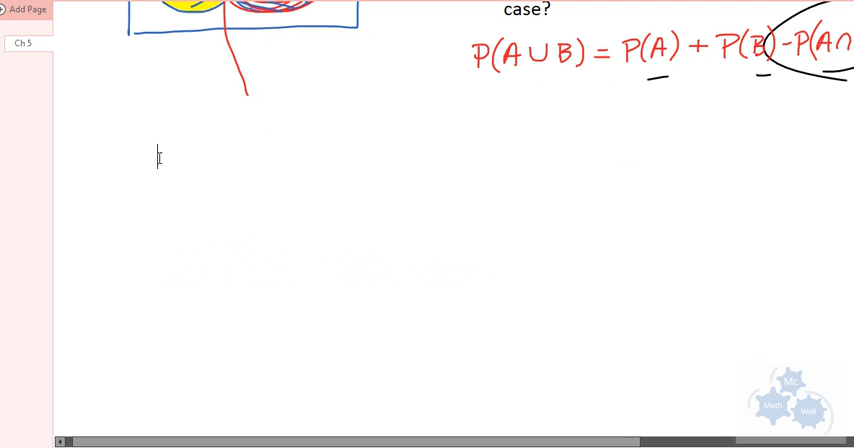 Add Page
case?
Ch 5
P(A ∪ B) = P(A) + P(B) - P(A ∩
Mr.
Math
Well